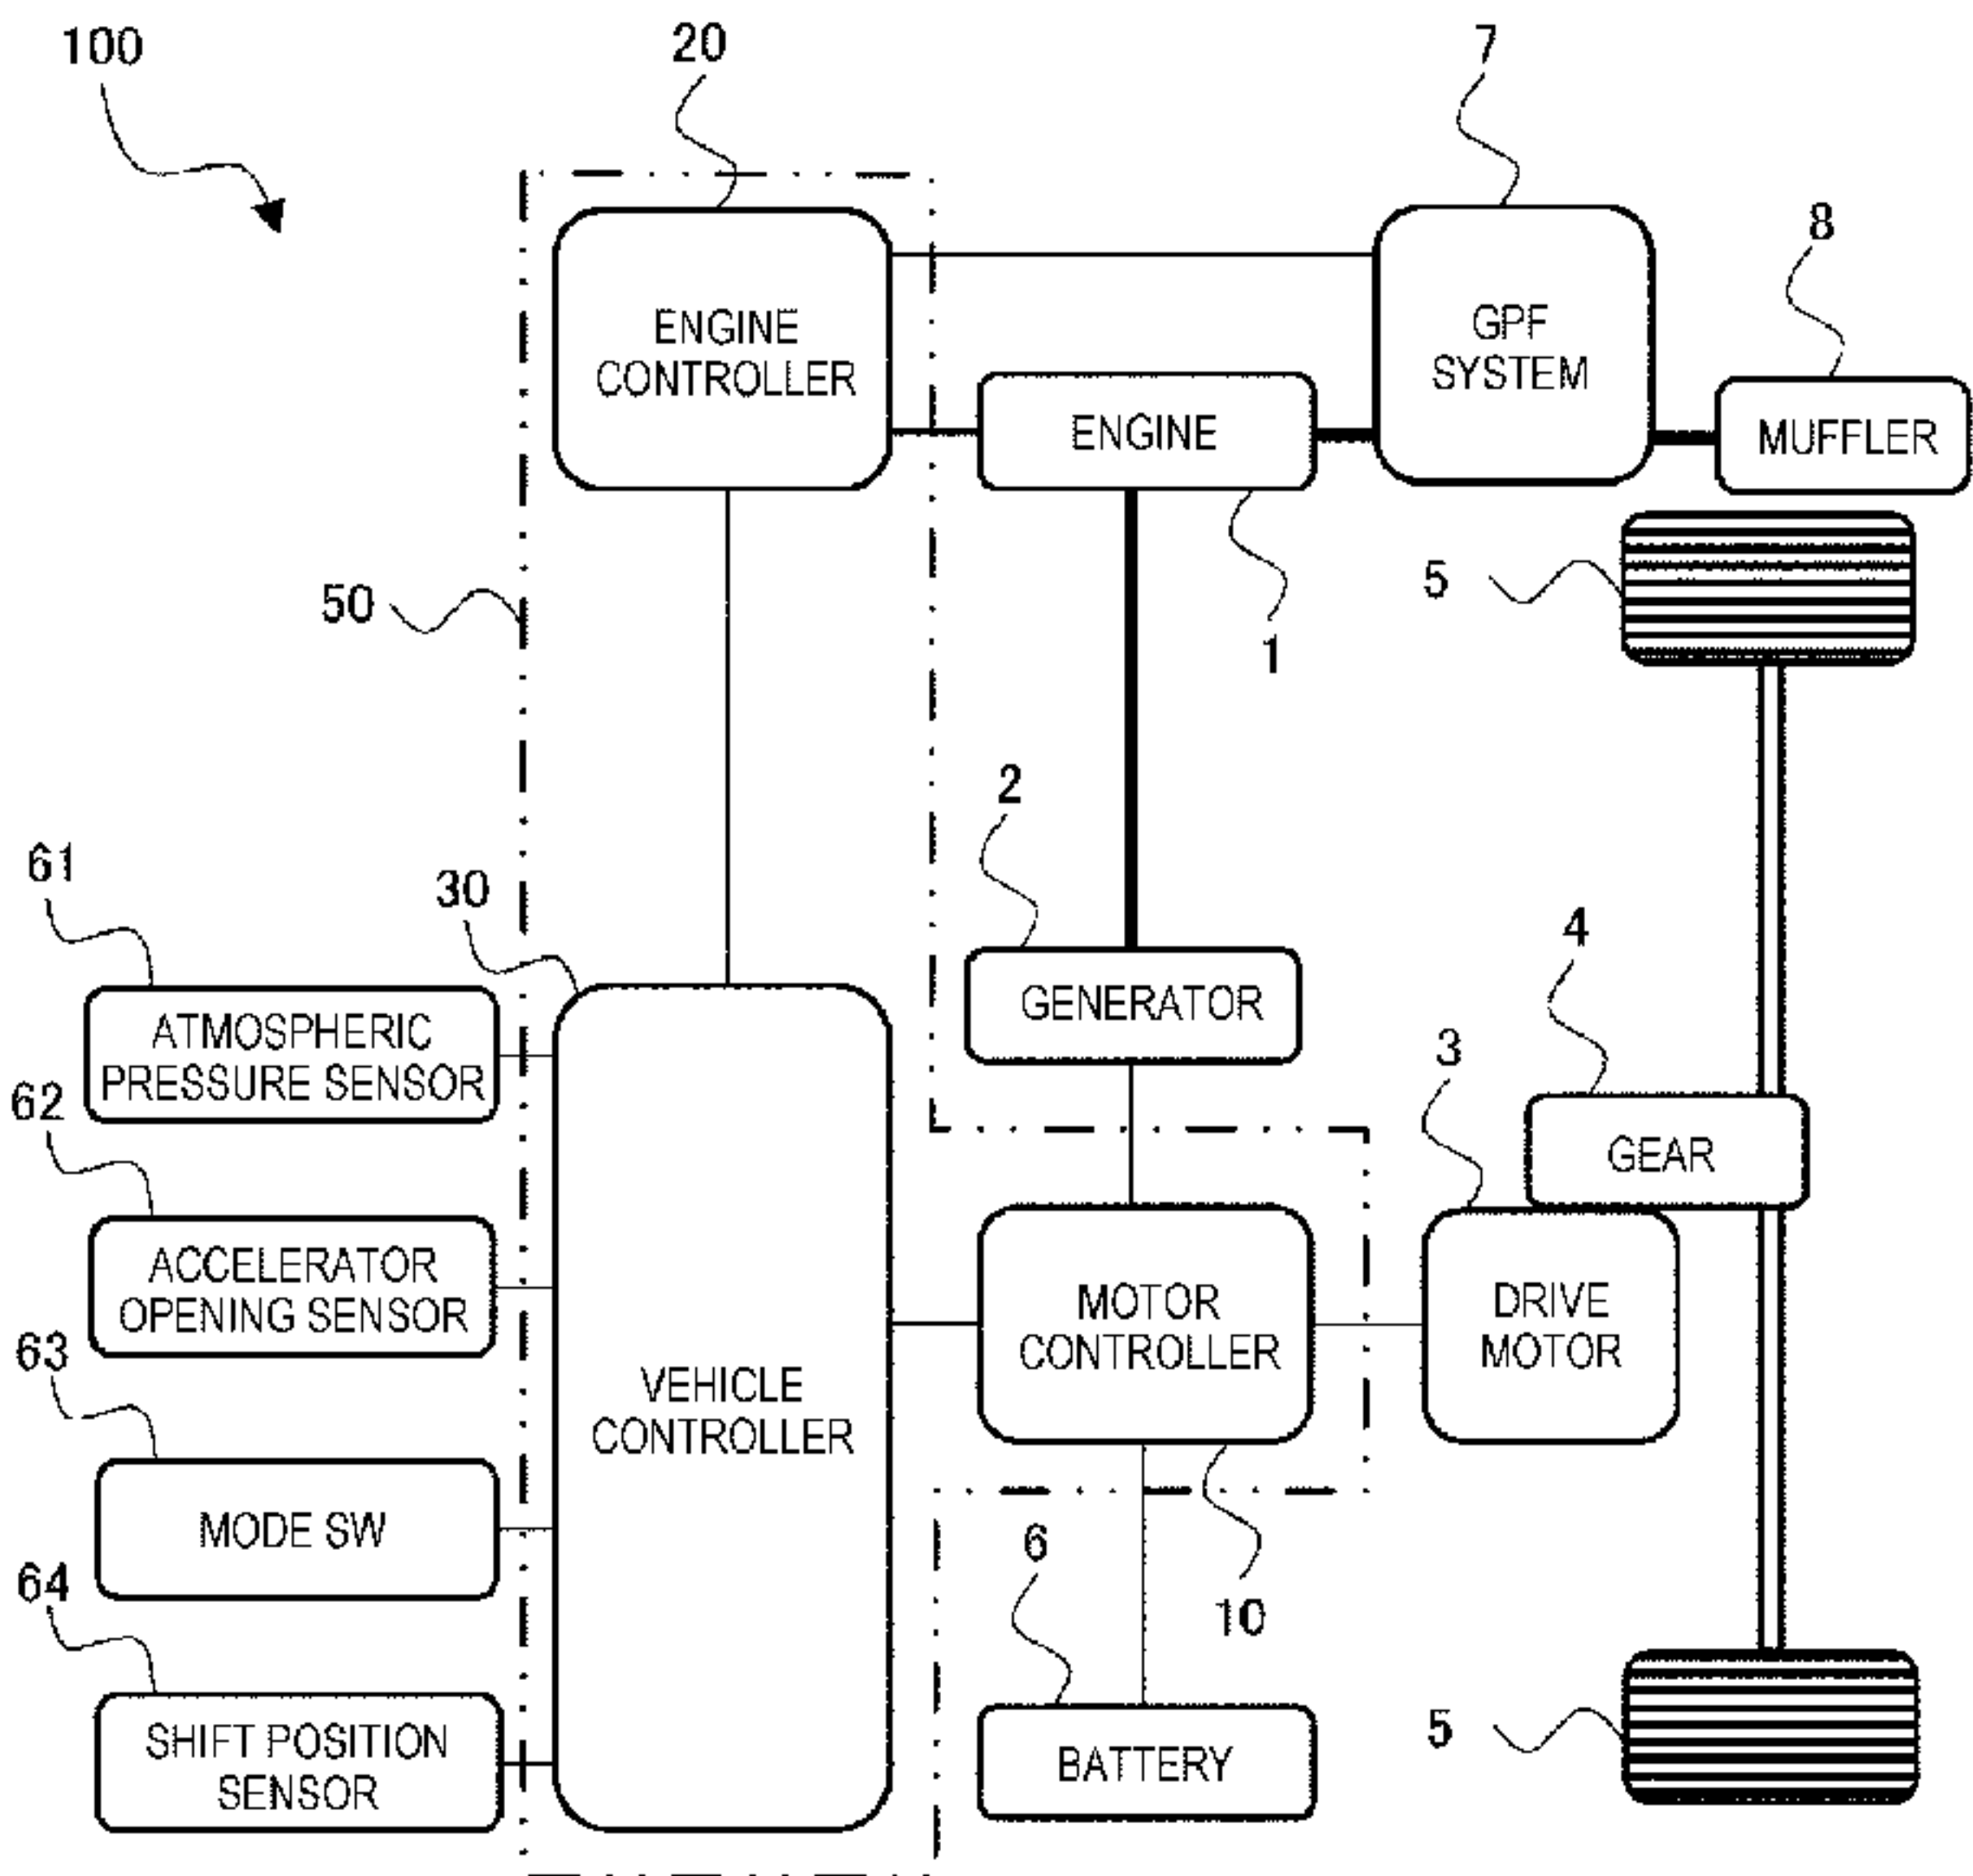 100
20
7
8
ENGINE
CONTROLLER
GPF
SYSTEM
ENGINE
MUFFLER
50
5
1
2
61
30
4
GENERATOR
3
ATMOSPHERIC
PRESSURE SENSOR
62
GEAR
ACCELERATOR
OPENING SENSOR
MOTOR
CONTROLLER
DRIVE
MOTOR
63
VEHICLE
CONTROLLER
MODE SW
6
64
10
SHIFT POSITION
SENSOR
BATTERY
5